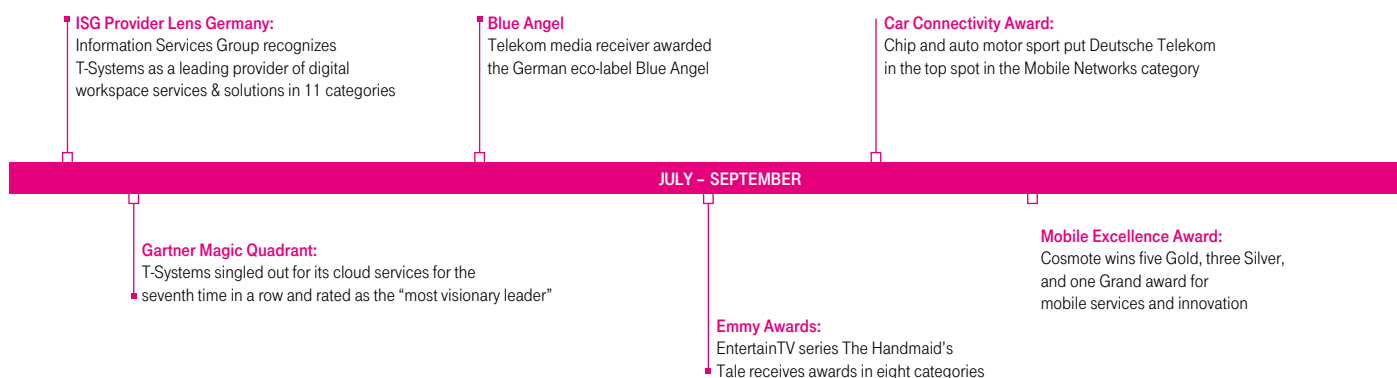 ISG Provider Lens Germany:
Information Services Group recognizes
T-Systems as a leading provider of digital
workspace services & solutions in 11 categories
Blue Angel
Telekom media receiver awarded
the German eco-label Blue Angel
Car Connectivity Award:
Chip and auto motor sport put Deutsche Telekom
in the top spot in the Mobile Networks category
JULY – SEPTEMBER
Gartner Magic Quadrant:
T-Systems singled out for its cloud services for the
seventh time in a row and rated as the “most visionary leader”
Emmy Awards:
EntertainTV series The Handmaid’s
Tale receives awards in eight categories
Mobile Excellence Award:
Cosmote wins five Gold, three Silver,
and one Grand award for
mobile services and innovation